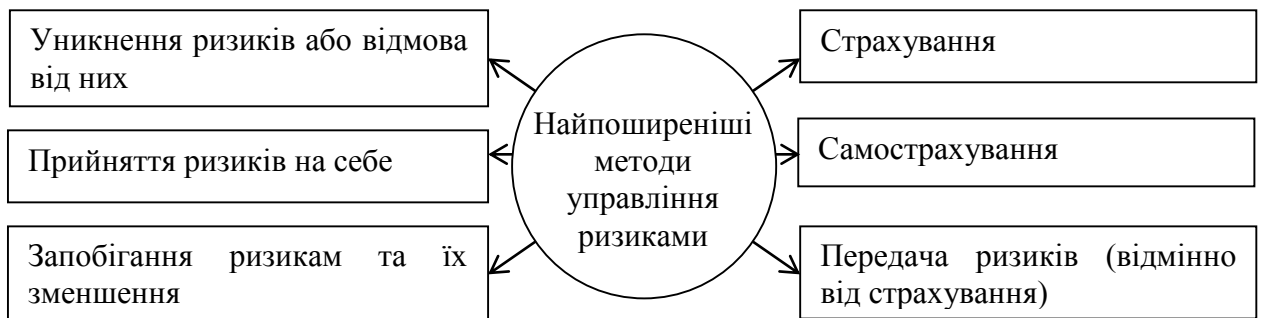 Уникнення ризиків або відмова
від них
Прийняття ризиків на себе
Запобігання ризикам та їх
зменшення
Найпоширеніші
методи
управління
ризиками
Страхування
Самострахування
Передача ризиків (відмінно
від страхування)